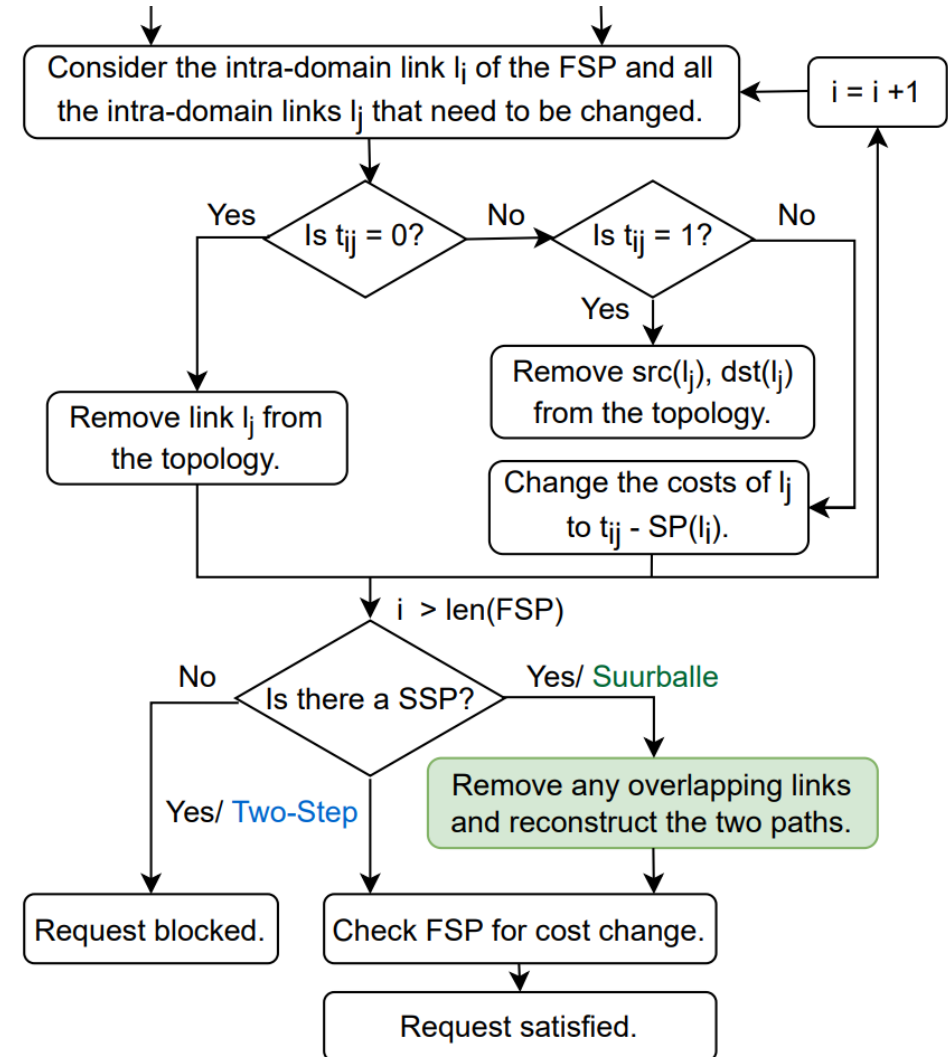 Consider the intra-domain link lᵢ of the FSP and all
the intra-domain links lⱼ that need to be changed.
i = i +1
Yes
Is tᵢⱼ = 0?
No
Is tᵢⱼ = 1?
No
Yes
Remove src(lⱼ), dst(lⱼ)
from the topology.
Remove link lⱼ from
the topology.
Change the costs of lⱼ
to tᵢⱼ - SP(lᵢ).
i > len(FSP)
No
Is there a SSP?
Yes/ Suurballe
Yes/ Two-Step
Remove any overlapping links
and reconstruct the two paths.
Request blocked.
Check FSP for cost change.
Request satisfied.